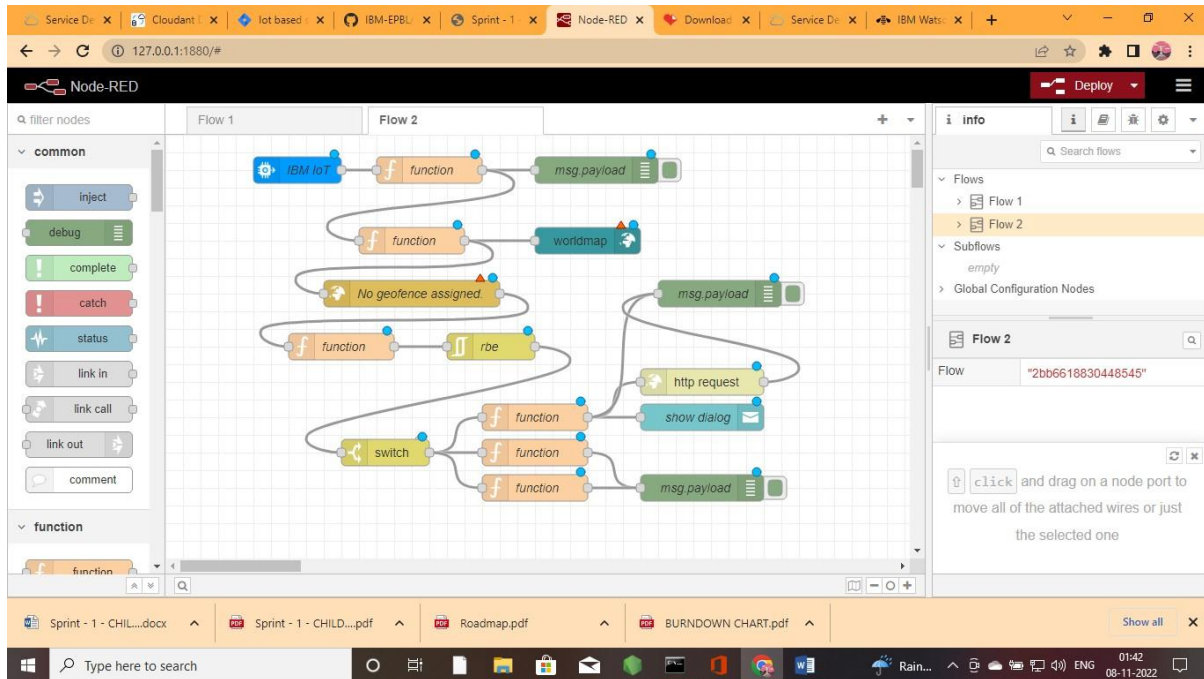 Service De
Cloudant
Iot based
IBM-EPBL
Sprint - 1 -
Node-RED
Download
Service De
IBM Wats
127.0.0.1:1880/#
Node-RED
Deploy
filter nodes
Flow 1
Flow 2
i info
i
Search flows
common
inject
debug
complete
catch
status
link in
link call
link out
comment
function
function
IBM IoT
function
msg.payload
function
worldmap
No geofence assigned.
msg.payload
function
rbe
http request
function
show dialog
switch
function
function
msg.payload
Flows
Flow 1
Flow 2
Subflows
empty
Global Configuration Nodes
Flow 2
Flow "2bb6618830448545"
click and drag on a node port to
move all of the attached wires or just
the selected one
Sprint - 1 - CHIL....docx
Sprint - 1 - CHILD....pdf
Roadmap.pdf
BURNDOWN CHART.pdf
Show all
Type here to search
Rain...
ENG
01:42
08-11-2022